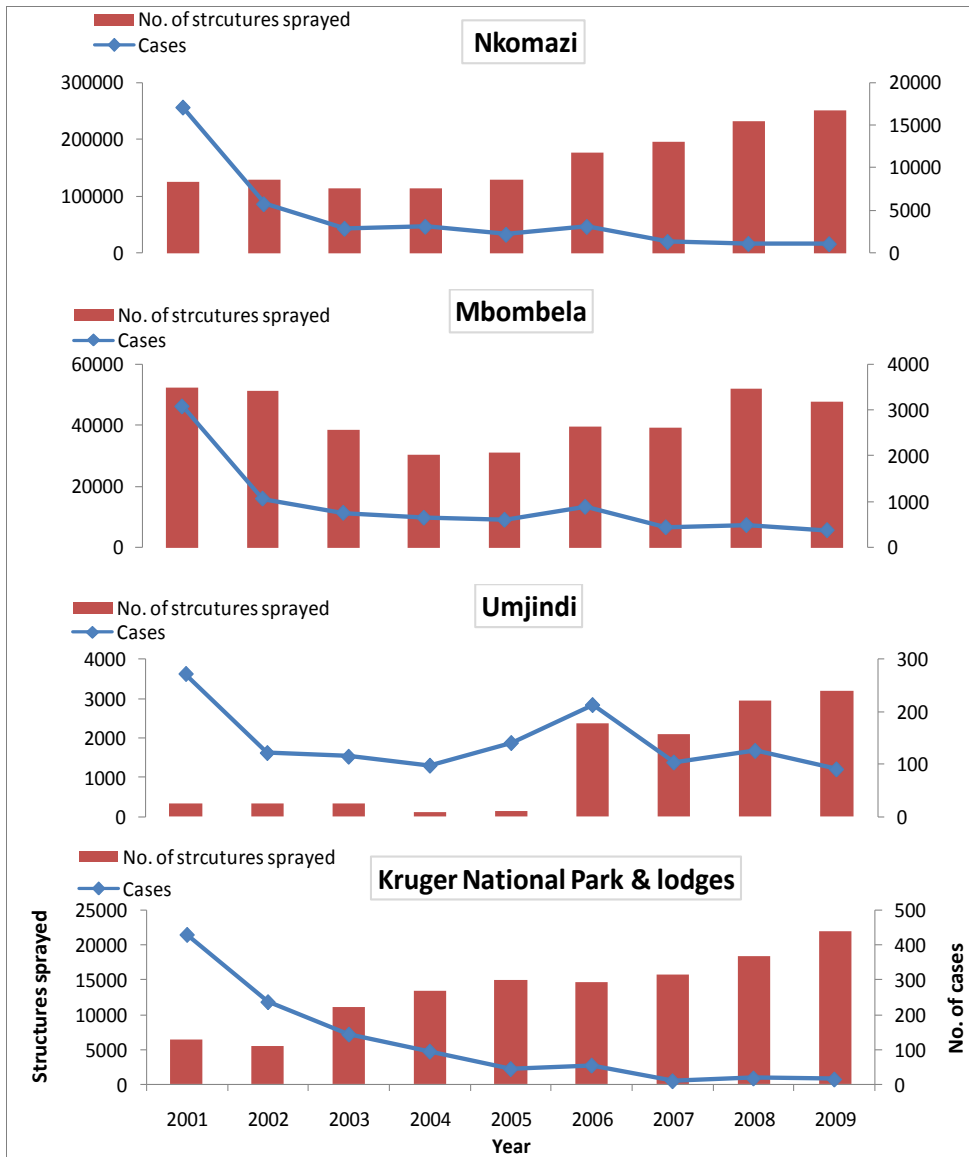 No. of strcutures sprayed
Cases
Nkomazi
300000
200000
100000
0
20000
15000
10000
5000
0
No. of strcutures sprayed
Cases
Mbombela
60000
40000
20000
0
4000
3000
2000
1000
0
No. of strcutures sprayed
Cases
Umjindi
4000
3000
2000
1000
0
300
200
100
0
No. of strcutures sprayed
Cases
Kruger National Park & lodges
Structures sprayed
25000
20000
15000
10000
5000
0
500
400
300
200
100
0
No. of cases
2001 2002 2003 2004 2005 2006 2007 2008 2009
Year